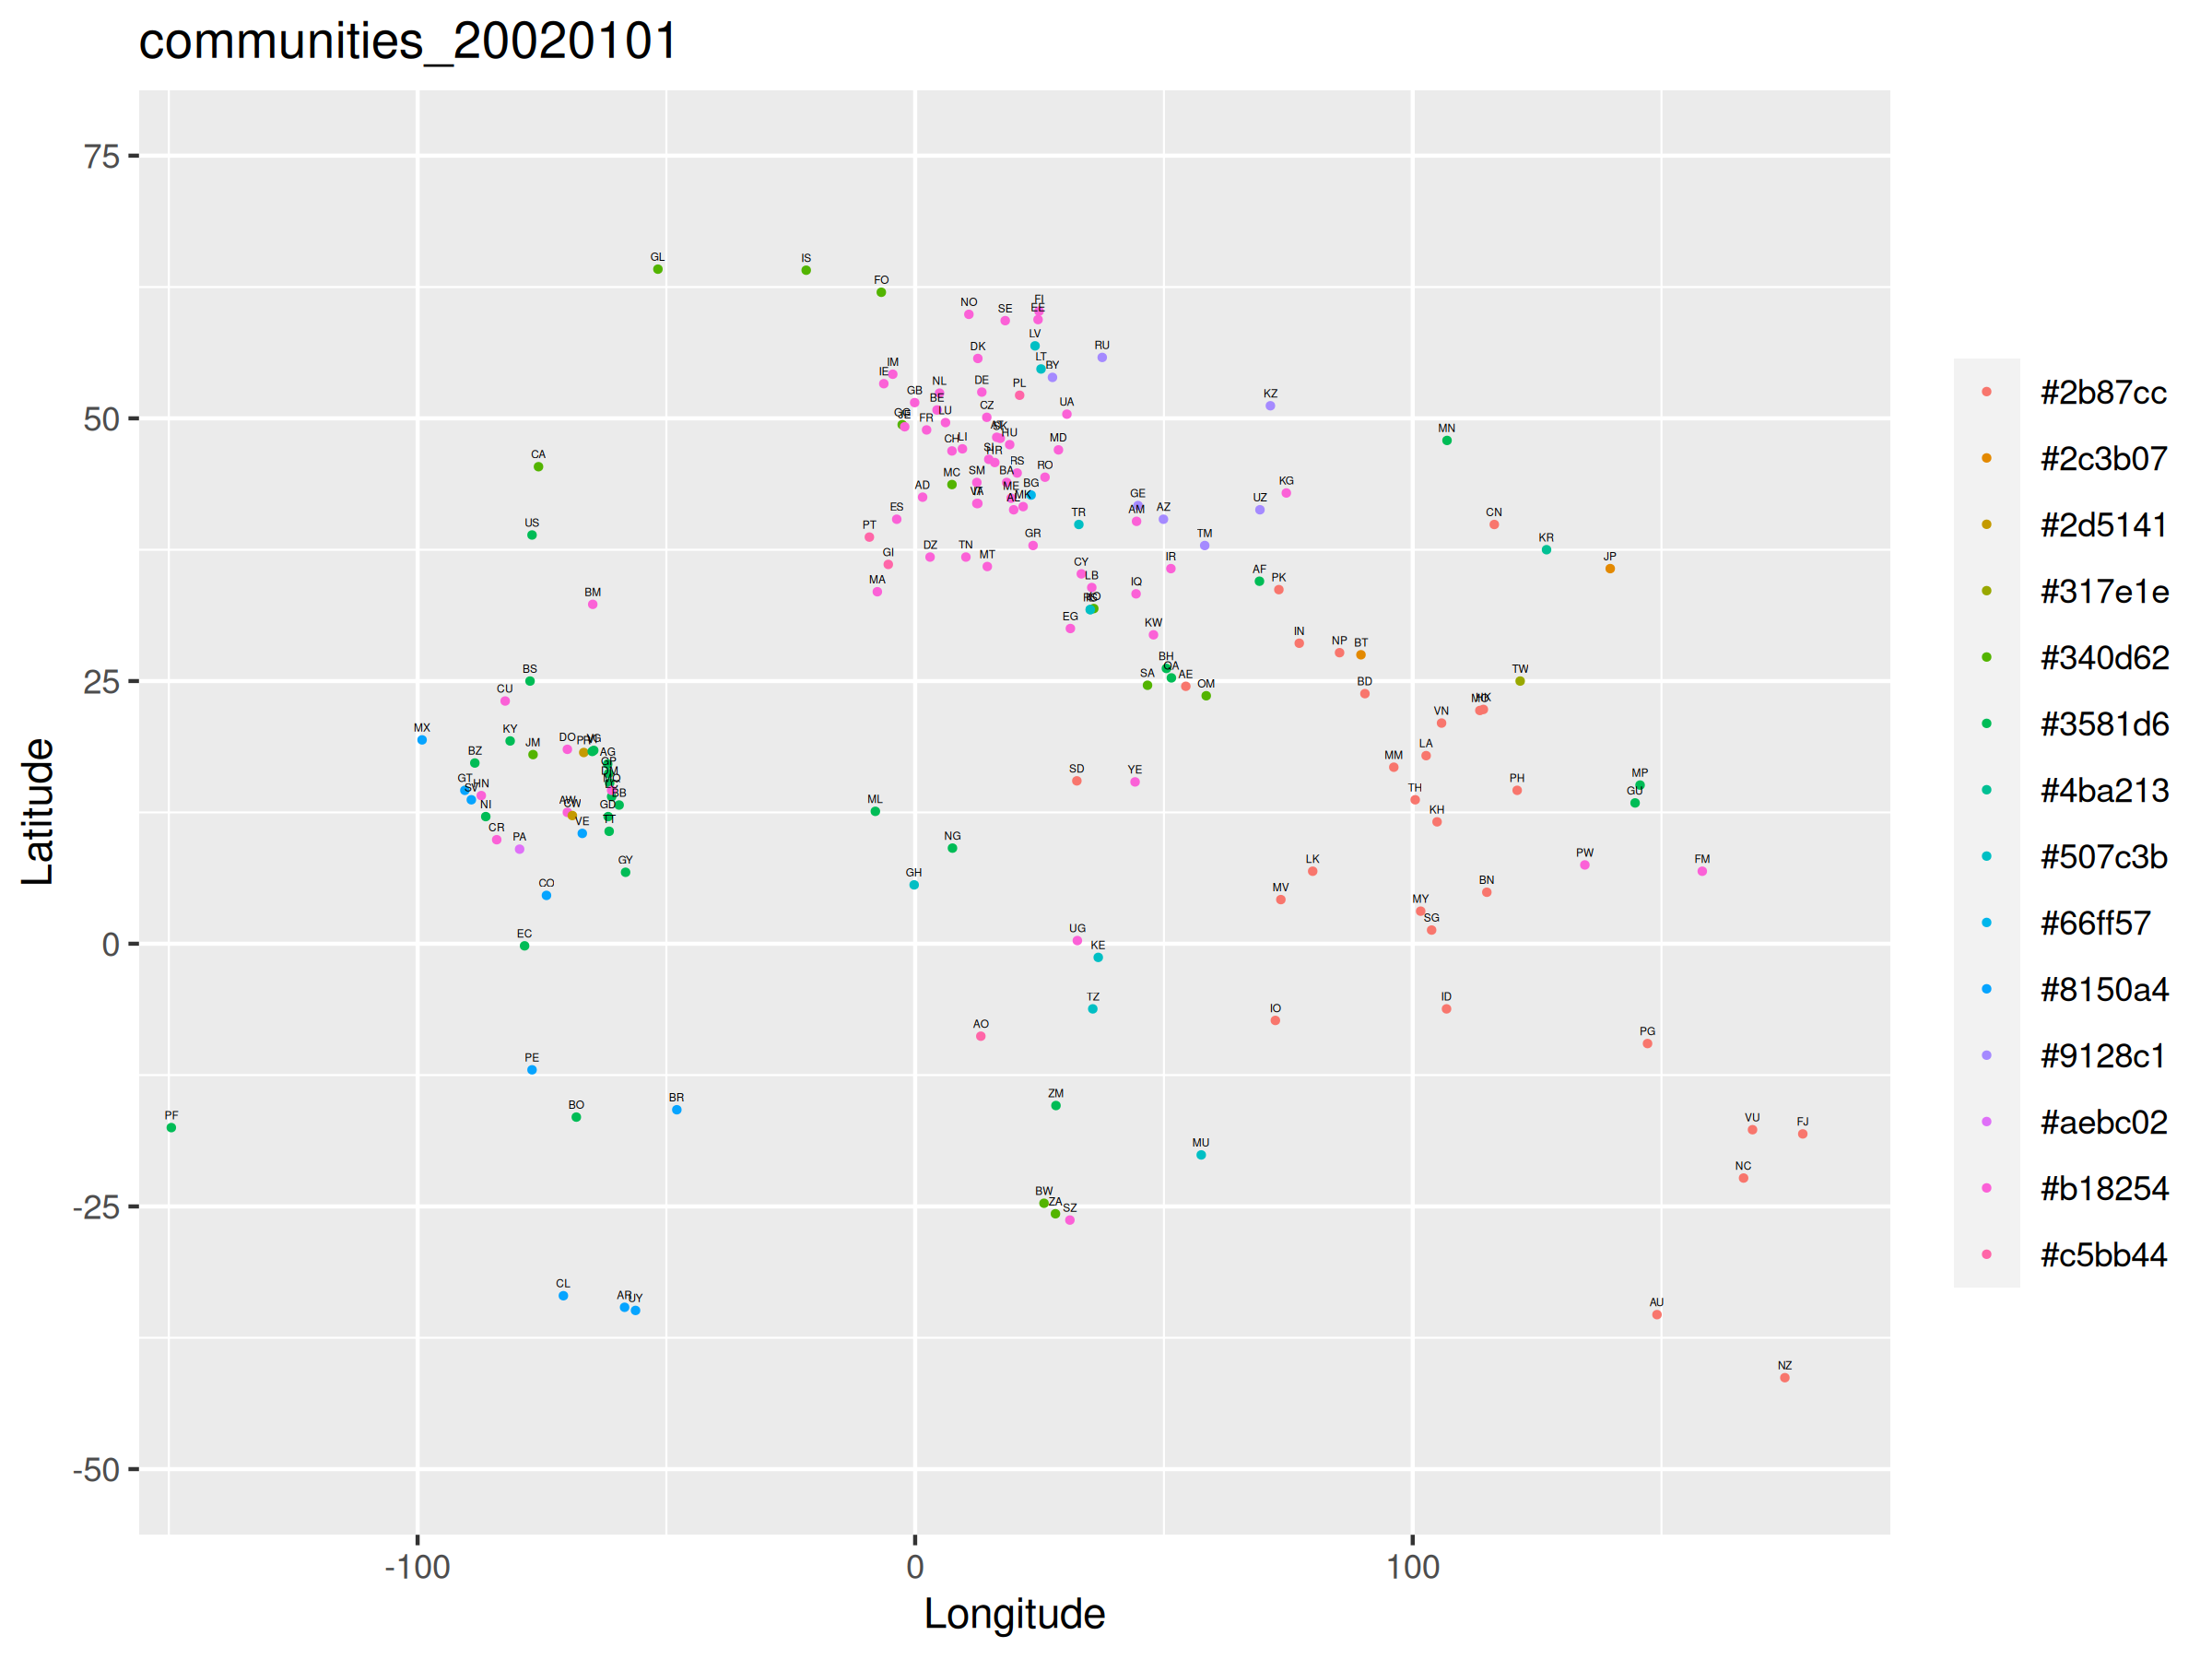 communities_20020101
75
50
25
0
-25
-50
-100
0
100
Latitude
Longitude
GL
IS
FO
NO
SE
FI
EE
LV
RU
DK
LT
BY
IM
IE
DE
PL
NL
GB
BE
KZ
CZ
UA
LU
FR
MN
HU
LI
CH
MD
HR
CA
RS
RO
SM
BA
MC
AD
ME
BG
MK
AL
GE
KG
UZ
AZ
AM
ES
TR
CN
US
PT
GR
TM
KR
DZ
TN
MT
GI
IR
JP
CY
AF
PK
LB
MA
IQ
BM
EG
KW
IN
NP
BT
BH
QA
BS
SA
AE
OM
BD
TW
CU
HK
MX
KY
JM
DO
VN
BZ
AG
LA
MM
SD
YE
MP
GT
SV
HN
PH
TH
GU
BB
NI
GD
ML
KH
TT
VE
CR
PA
NG
GY
GH
LK
PW
FM
CO
BN
MV
MY
SG
EC
UG
KE
TZ
IO
ID
AO
PG
PE
BR
BO
ZM
PF
VU
FJ
MU
NC
BW
ZA
SZ
CL
AR
UY
AU
NZ
#2b87cc
#2c3b07
#2d5141
#317e1e
#340d62
#3581d6
#4ba213
#507c3b
#66ff57
#8150a4
#9128c1
#aebc02
#b18254
#c5bb44